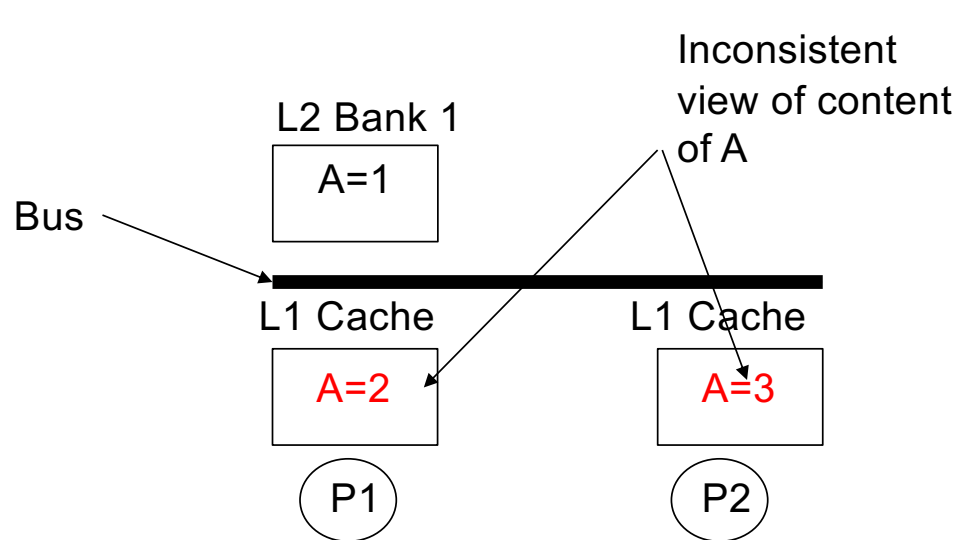 Inconsistent
view of content
of A
L2 Bank 1
A=1
Bus
L1 Cache
L1 Cache
A=2
A=3
P1
P2